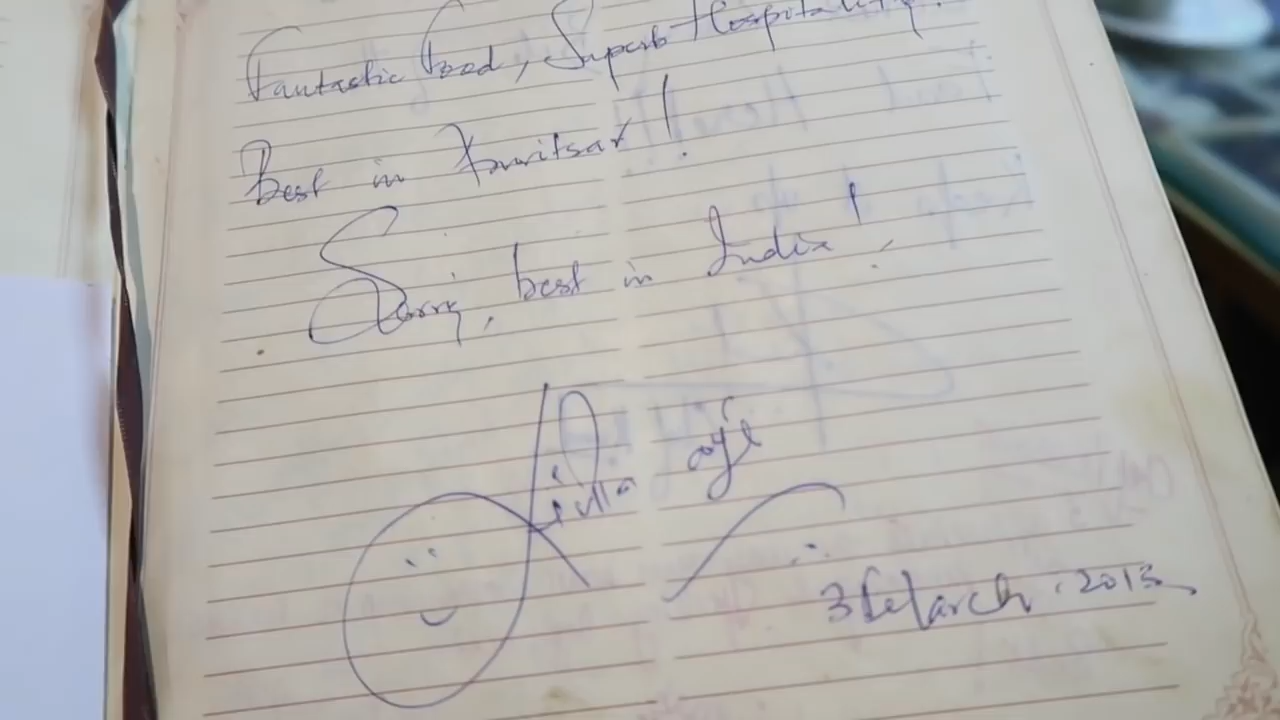 Fantastic Food, Superb Hospitality!
Best in Amritsar!
Sorry, best in India!
3 March. 2013